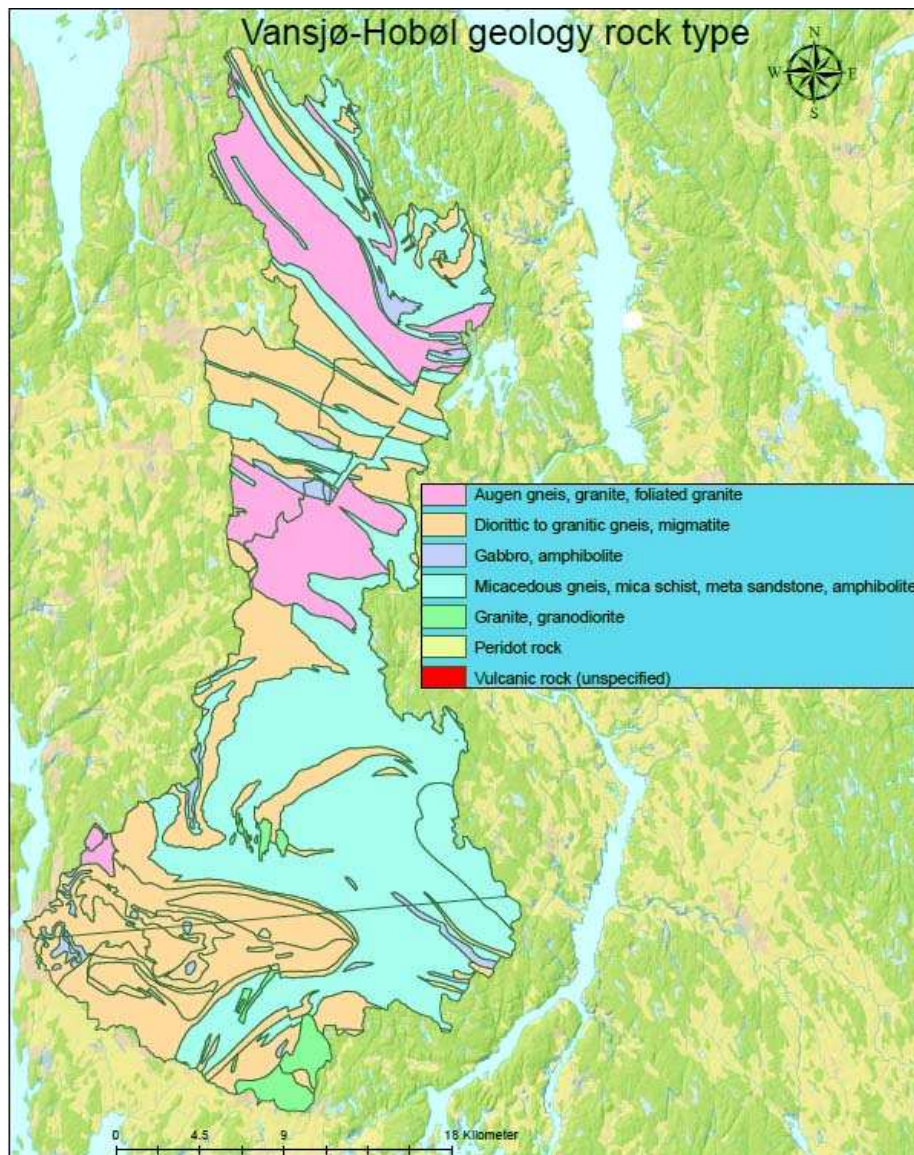 Vansjø-Hobøl geology rock type
N
W E
S
Augen gneis, granite, foliated granite
Diorittic to granitic gneis, migmatite
Gabbro, amphibolite
Micacedous gneis, mica schist, meta sandstone, amphibolite
Granite, granodiorite
Peridot rock
Vulcanic rock (unspecified)
0 4.5 9 18 Kilometer